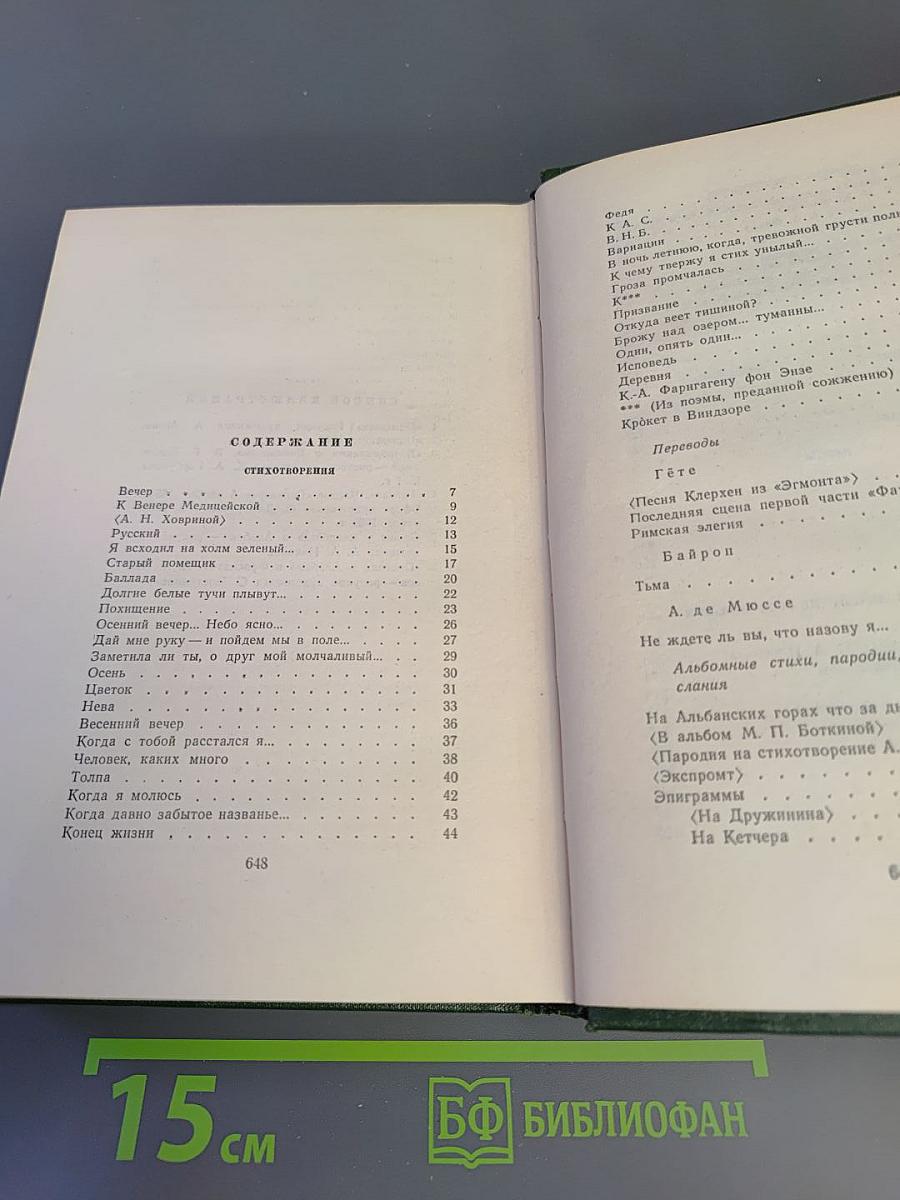 СОДЕРЖАНИЕ
СТИХОТВОРЕНИЯ
Вечер . . . . . . . . . . . . . . . . 7
К Венере Медицейской . . . . . . . . . . 9
⟨А. Н. Ховриной⟩ . . . . . . . . . . . . 12
Русский . . . . . . . . . . . . . . . 13
Я всходил на холм зеленый... . . . . . . . . 15
Старый помещик . . . . . . . . . . . . 17
Баллада . . . . . . . . . . . . . . . 20
Долгие белые тучи плывут... . . . . . . . . 22
Похищение . . . . . . . . . . . . . . 23
Осенний вечер... Небо ясно... . . . . . . . . 26
Дай мне руку — и пойдем мы в поле... . . . . 27
Заметила ли ты, о друг мой молчаливый... . . 29
Осень . . . . . . . . . . . . . . . . 30
Цветок . . . . . . . . . . . . . . . . 31
Нева . . . . . . . . . . . . . . . . 33
Весенний вечер . . . . . . . . . . . . 36
Когда с тобой расстался я... . . . . . . . . 37
Человек, каких много . . . . . . . . . . 38
Толпа . . . . . . . . . . . . . . . . 40
Когда я молюсь . . . . . . . . . . . . 42
Когда давно забытое названье... . . . . . . . 43
Конец жизни . . . . . . . . . . . . . 44
648
Федя . . . . . . . . . . .
К А. С. . . . . . . . . . .
В. Н. Б. . . . . . . . . . .
Вариации . . . . . . . . . .
В ночь летнюю, когда, тревожной грусти
К чему твержу я стих унылый... . . . .
Гроза промчалась . . . . . . . .
К*** . . . . . . . . . . .
Призвание . . . . . . . . . .
Откуда веет тишиной? . . . . . .
Брожу над озером... туманны... . . . .
Один, опять один... . . . . . . .
Исповедь . . . . . . . . . .
Деревня . . . . . . . . . .
К.-А. Фарнгагену фон Энзе . . . .
*** (Из поэмы, преданной сожжению)
Крокет в Виндзоре . . . . . . .
Переводы
Гёте
⟨Песня Клерхен из «Эгмонта»⟩ . . .
Последняя сцена первой части
Римская элегия . . . . . . . .
Байрон
Тьма . . . . . . . . . . .
А. де Мюссе
Не ждете ль вы, что назову я...
Альбомные стихи, пародии,
слания
На Альбанских горах что за
⟨В альбом М. П. Боткиной⟩
⟨Пародия на стихотворение А.
⟨Экспромт⟩ . . . . . . .
Эпиграммы . . . . . . .
⟨На Дружинина⟩ . . .
На Кетчера . . . .
15 см
БФ БИБЛИОФАН